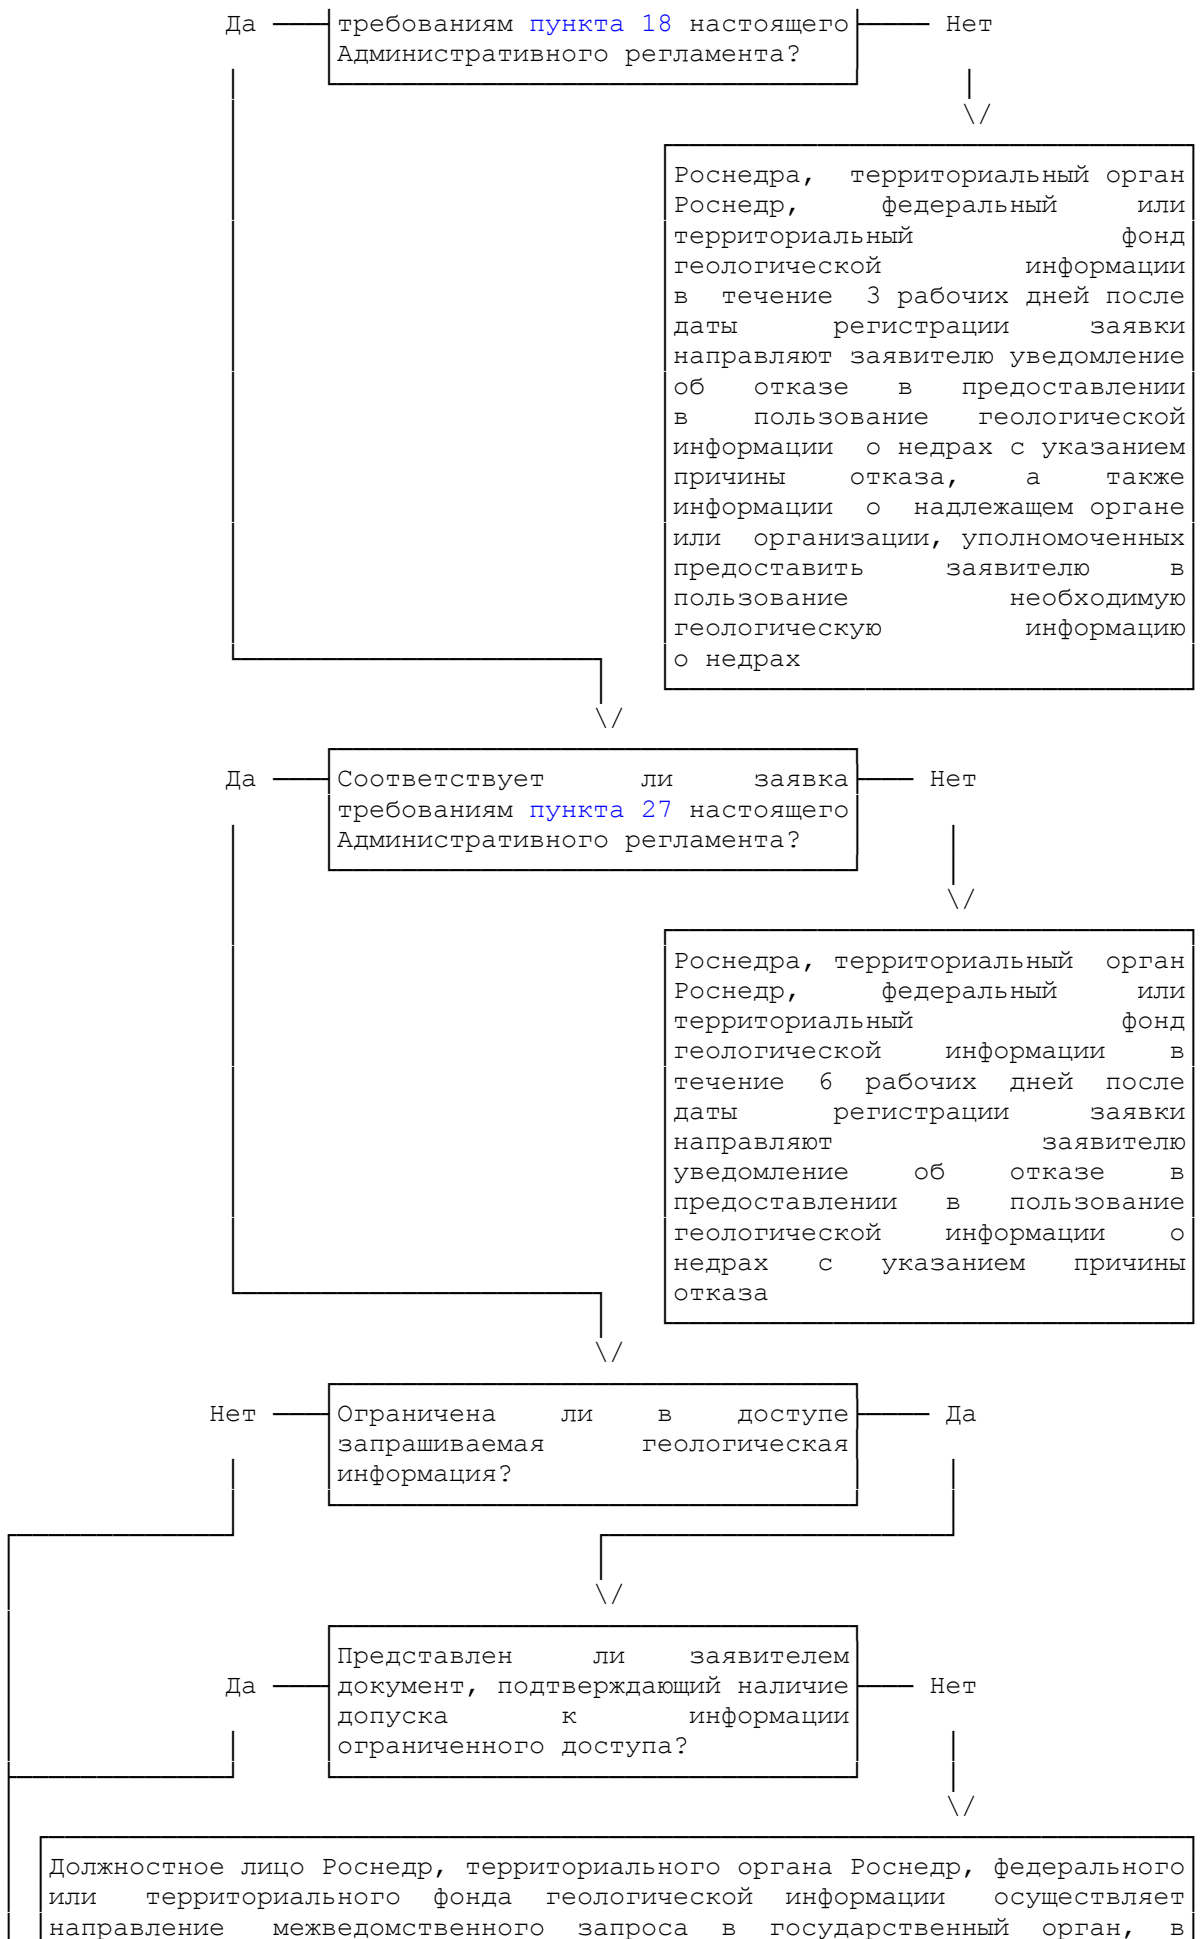 Да требованиям пункта 18 настоящего Нет
Административного регламента?
\/
Роснедра, территориальный орган
Роснедр, федеральный или
территориальный фонд
геологической информации
в течение 3 рабочих дней после
даты регистрации заявки
направляют заявителю уведомление
об отказе в предоставлении
в пользование геологической
информации о недрах с указанием
причины отказа, а также
информации о надлежащем органе
или организации, уполномоченных
предоставить заявителю в
пользование необходимую
геологическую информацию
о недрах
\/
Да Соответствует ли заявка Нет
требованиям пункта 27 настоящего
Административного регламента?
\/
Роснедра, территориальный орган
Роснедр, федеральный или
территориальный фонд
геологической информации в
течение 6 рабочих дней после
даты регистрации заявки
направляют заявителю
уведомление об отказе в
предоставлении в пользование
геологической информации о
недрах с указанием причины
отказа
\/
Нет Ограничена ли в доступе Да
запрашиваемая геологическая
информация?
\/
Представлен ли заявителем
Да документ, подтверждающий наличие Нет
допуска к информации
ограниченного доступа?
\/
Должностное лицо Роснедр, территориального органа Роснедр, федерального
или территориального фонда геологической информации осуществляет
направление межведомственного запроса в государственный орган, в